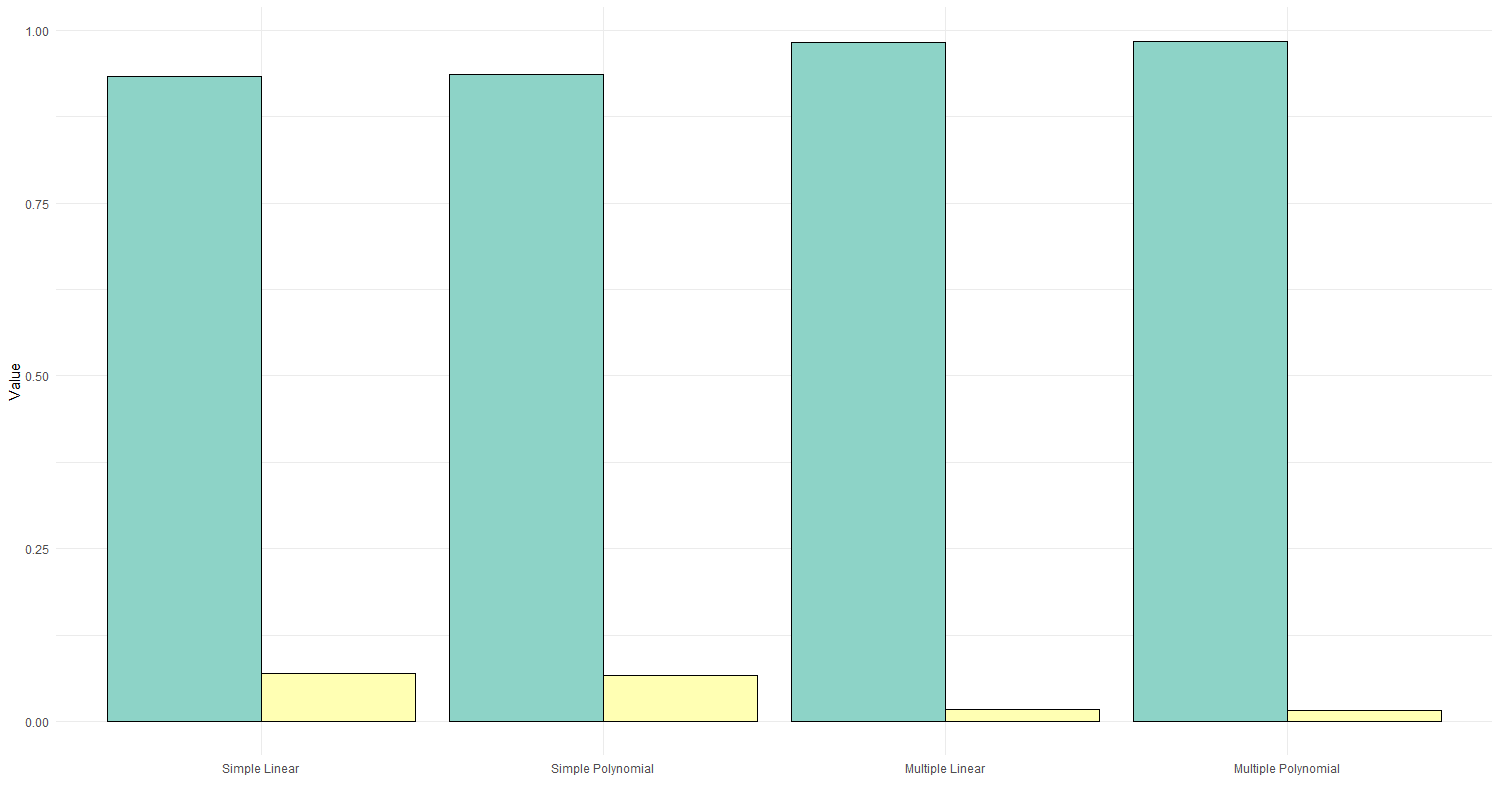 1.00
0.75
0.50
0.25
0.00
Value
Simple Linear
Simple Polynomial
Multiple Linear
Multiple Polynomial